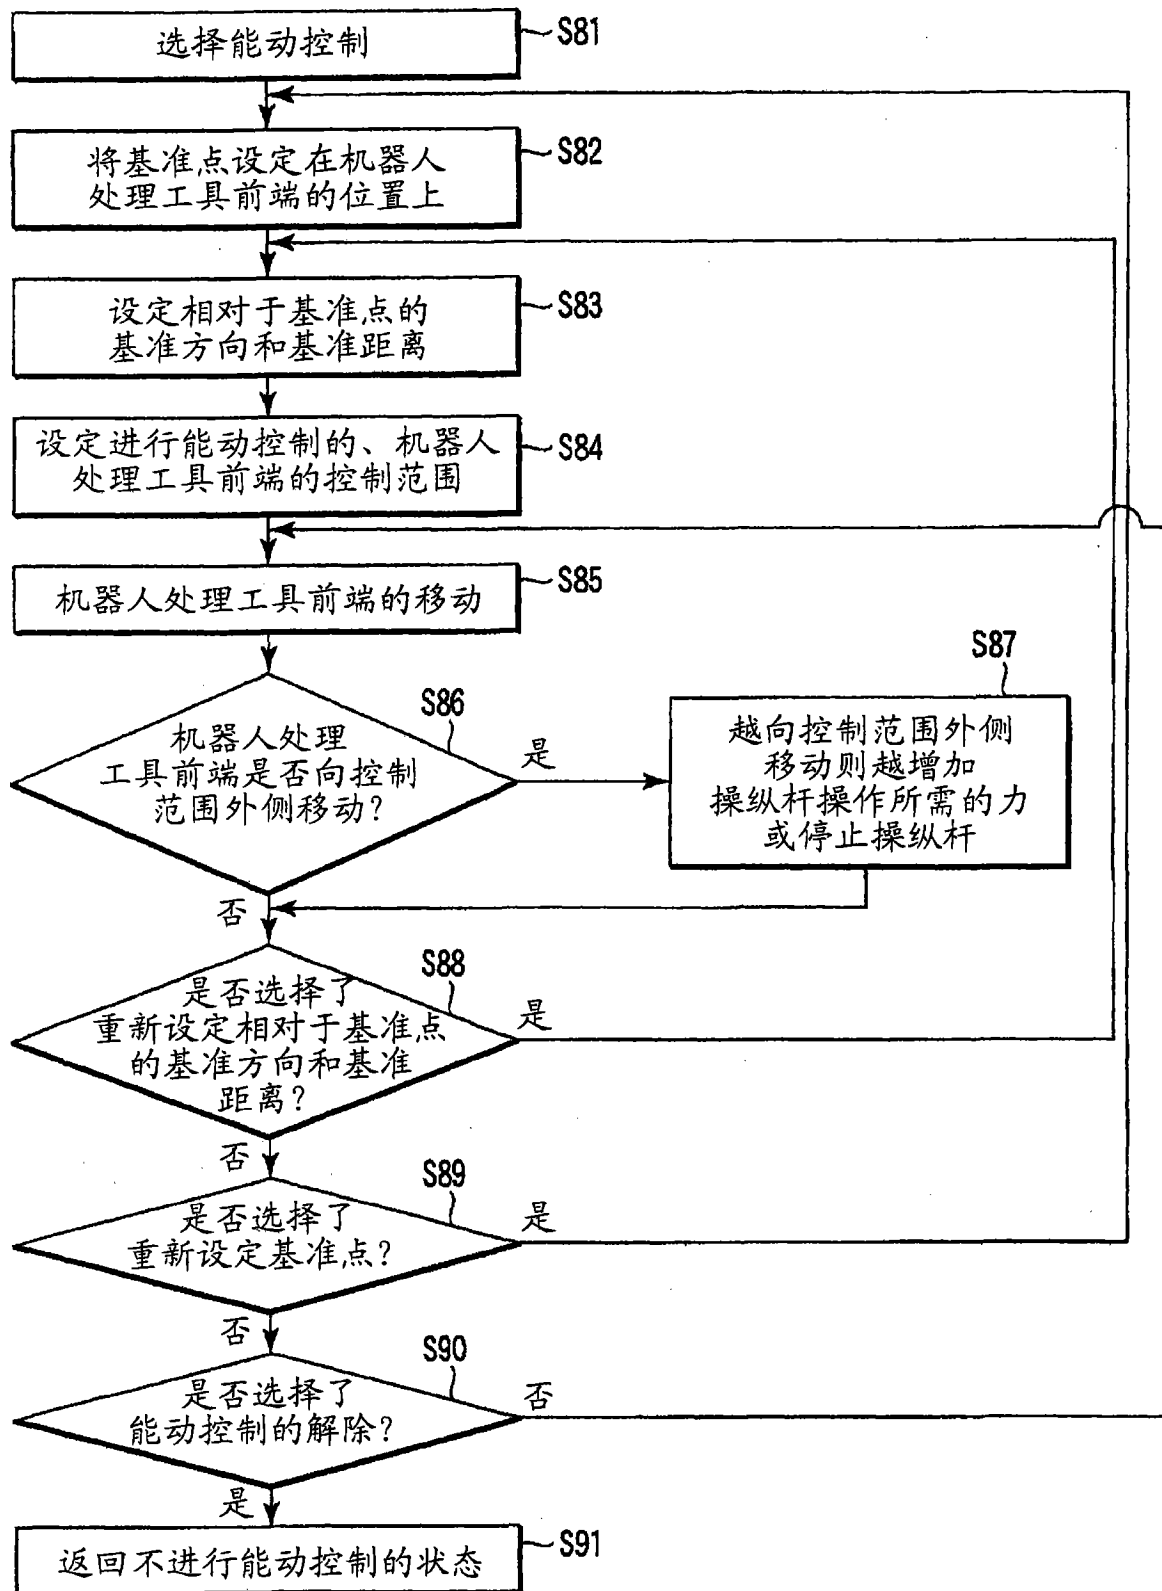 选择能动控制
S81
将基准点设定在机器人
处理工具前端的位置上
S82
设定相对于基准点的
基准方向和基准距离
S83
设定进行能动控制的、机器人
处理工具前端的控制范围
S84
机器人处理工具前端的移动
S85
机器人处理
工具前端是否向控制
范围外侧移动?
S86
是
越向控制范围外侧
移动则越增加
操纵杆操作所需的力
或停止操纵杆
S87
否
是否选择了
重新设定相对于基准点
的基准方向和基准
距离?
S88
是
否
是否选择了
重新设定基准点?
S89
是
否
是否选择了
能动控制的解除?
S90
否
是
返回不进行能动控制的状态
S91